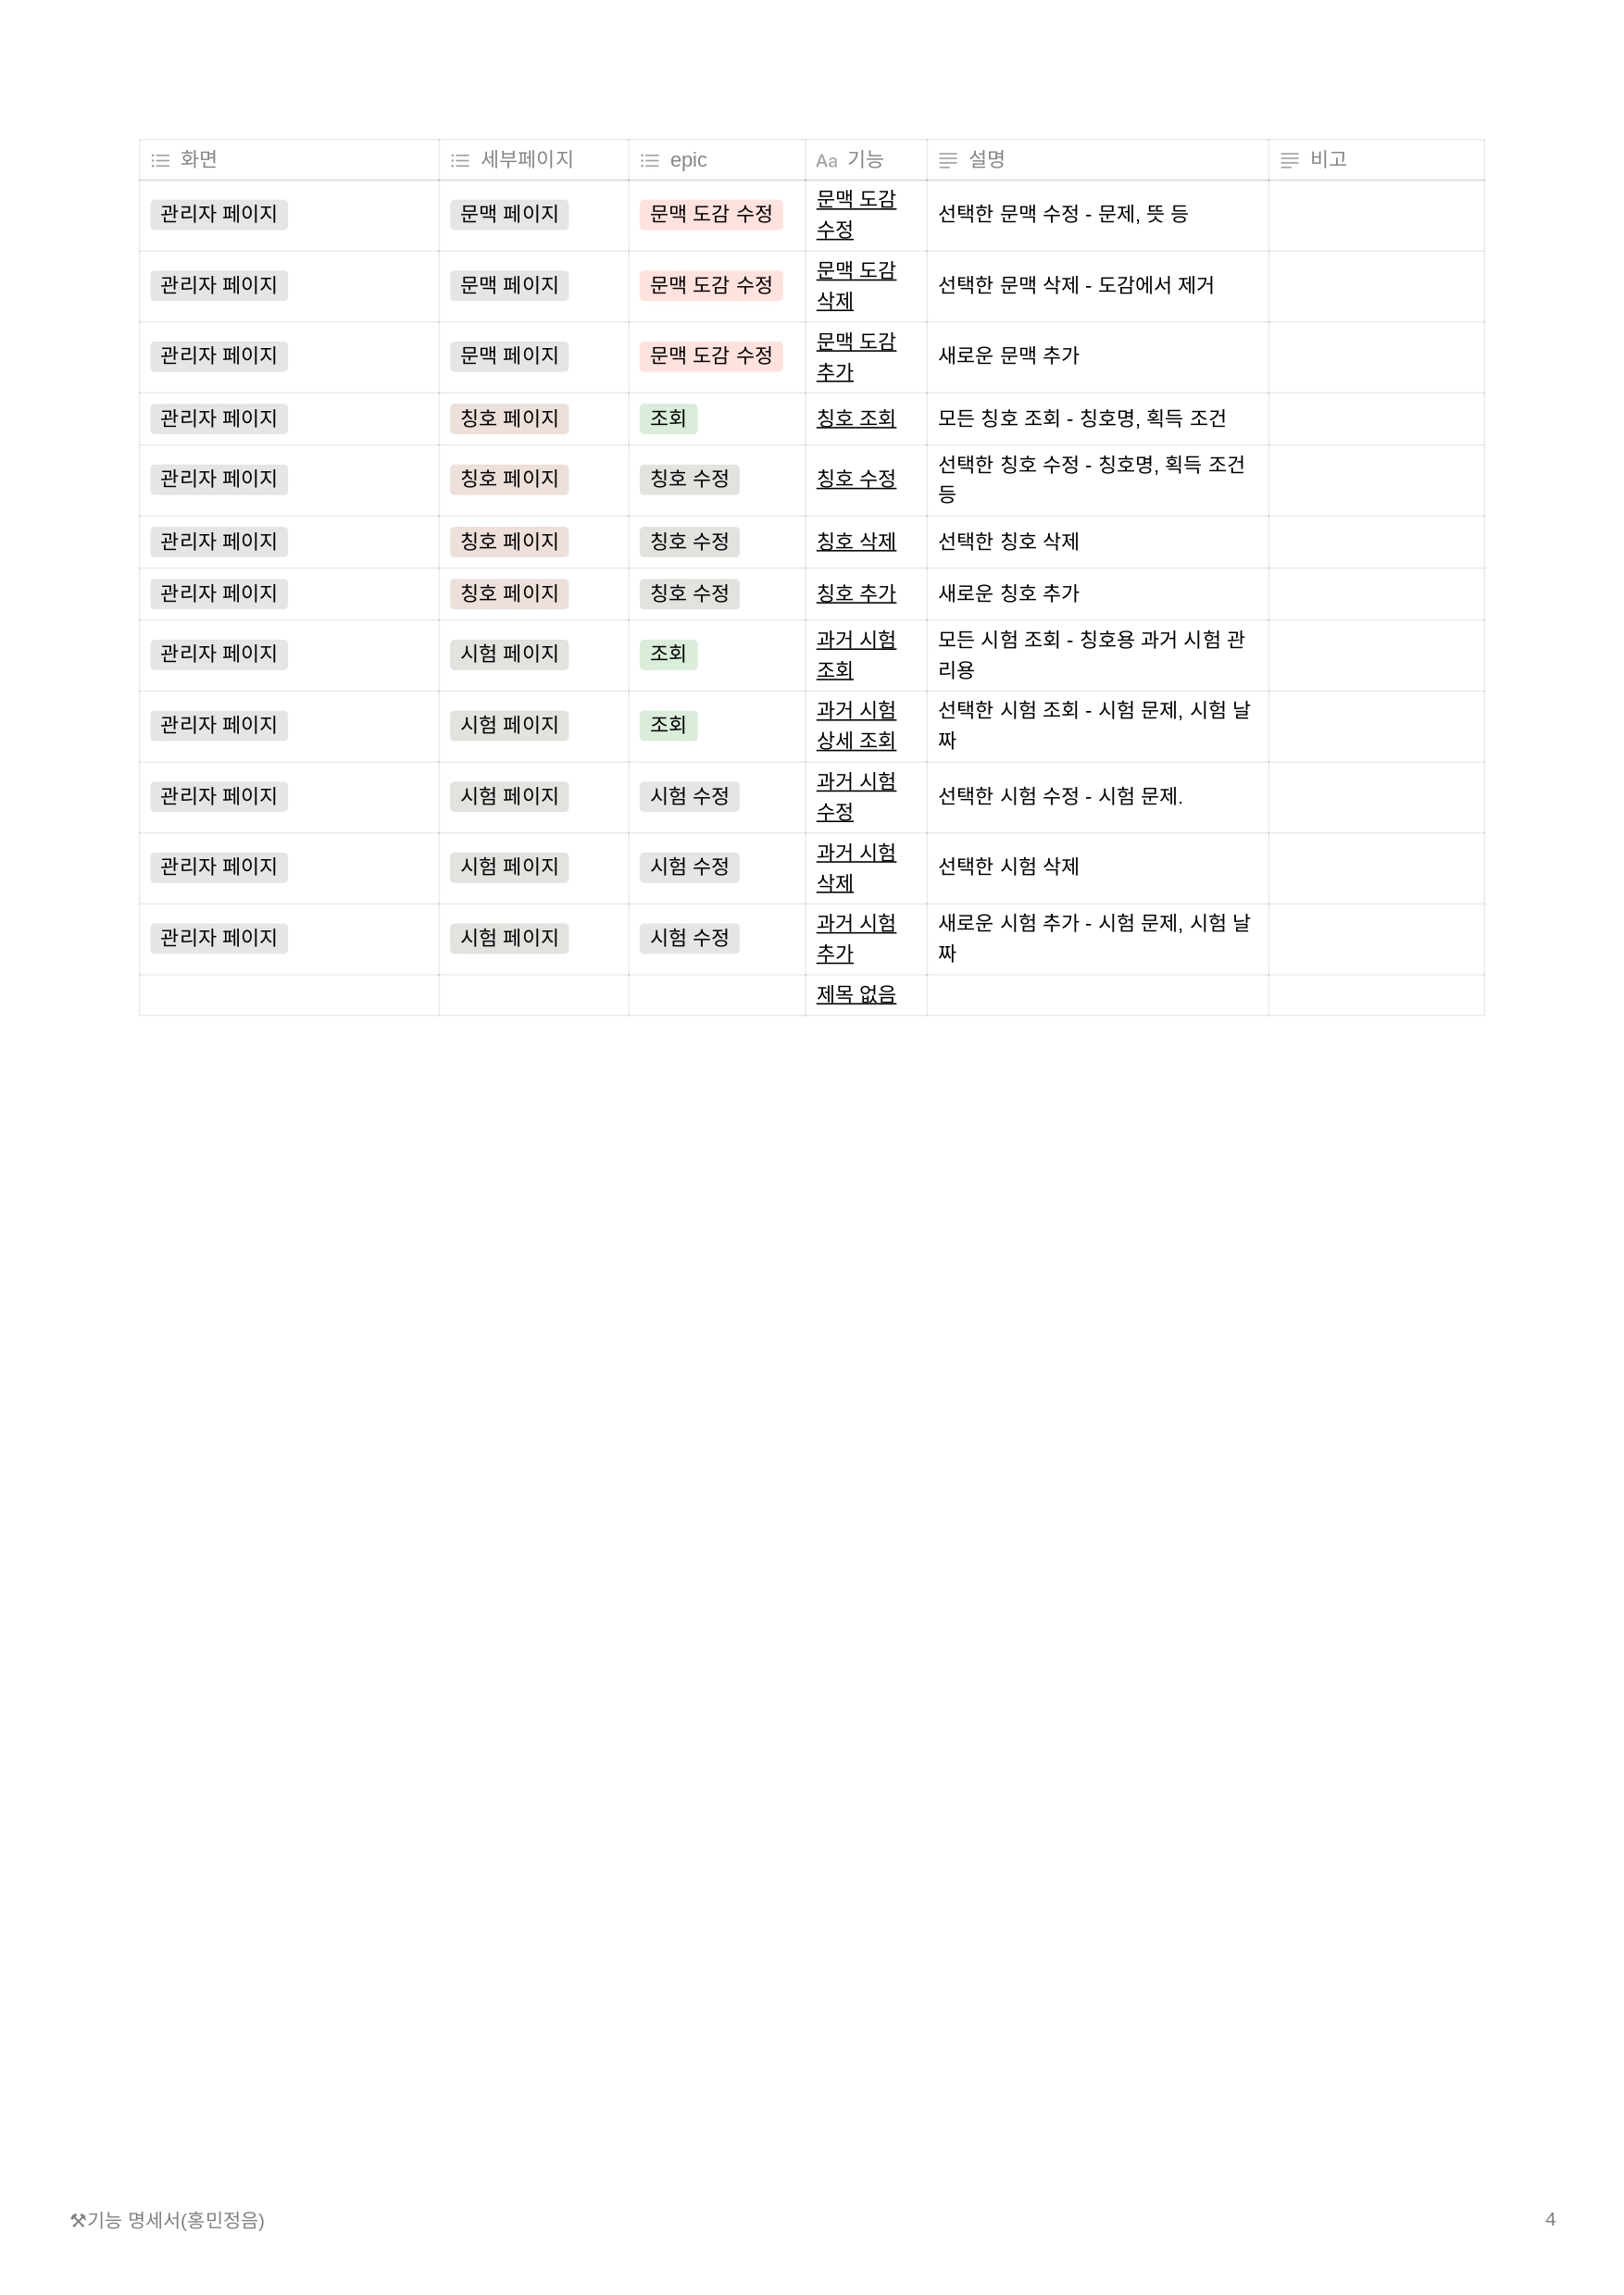 화면 세부페이지 epic Aa 기능 설명 비고
관리자 페이지 문맥 페이지 문맥 도감 수정 문맥 도감 수정 선택한 문맥 수정 - 문제, 뜻 등
관리자 페이지 문맥 페이지 문맥 도감 수정 문맥 도감 삭제 선택한 문맥 삭제 - 도감에서 제거
관리자 페이지 문맥 페이지 문맥 도감 수정 문맥 도감 추가 새로운 문맥 추가
관리자 페이지 칭호 페이지 조회 칭호 조회 모든 칭호 조회 - 칭호명, 획득 조건
관리자 페이지 칭호 페이지 칭호 수정 칭호 수정 선택한 칭호 수정 - 칭호명, 획득 조건 등
관리자 페이지 칭호 페이지 칭호 수정 칭호 삭제 선택한 칭호 삭제
관리자 페이지 칭호 페이지 칭호 수정 칭호 추가 새로운 칭호 추가
관리자 페이지 시험 페이지 조회 과거 시험 조회 모든 시험 조회 - 칭호용 과거 시험 관리용
관리자 페이지 시험 페이지 조회 과거 시험 상세 조회 선택한 시험 조회 - 시험 문제, 시험 날짜
관리자 페이지 시험 페이지 시험 수정 과거 시험 수정 선택한 시험 수정 - 시험 문제.
관리자 페이지 시험 페이지 시험 수정 과거 시험 삭제 선택한 시험 삭제
관리자 페이지 시험 페이지 시험 수정 과거 시험 추가 새로운 시험 추가 - 시험 문제, 시험 날짜
제목 없음
⚒기능 명세서(홍민정음) 4